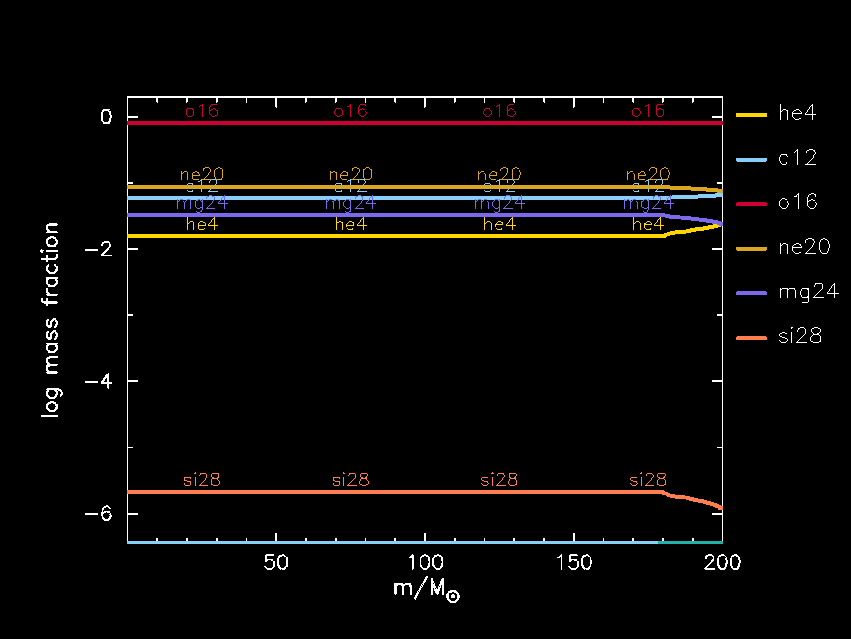 o16 o16 o16 o16
ne20 ne20 ne20 ne20
c12 c12 c12 c12
mg24 mg24 mg24 mg24
he4 he4 he4 he4
si28 si28 si28 si28
0
-2
-4
-6
log mass fraction
50 100 150 200
m/M⊙
he4
c12
o16
ne20
mg24
si28